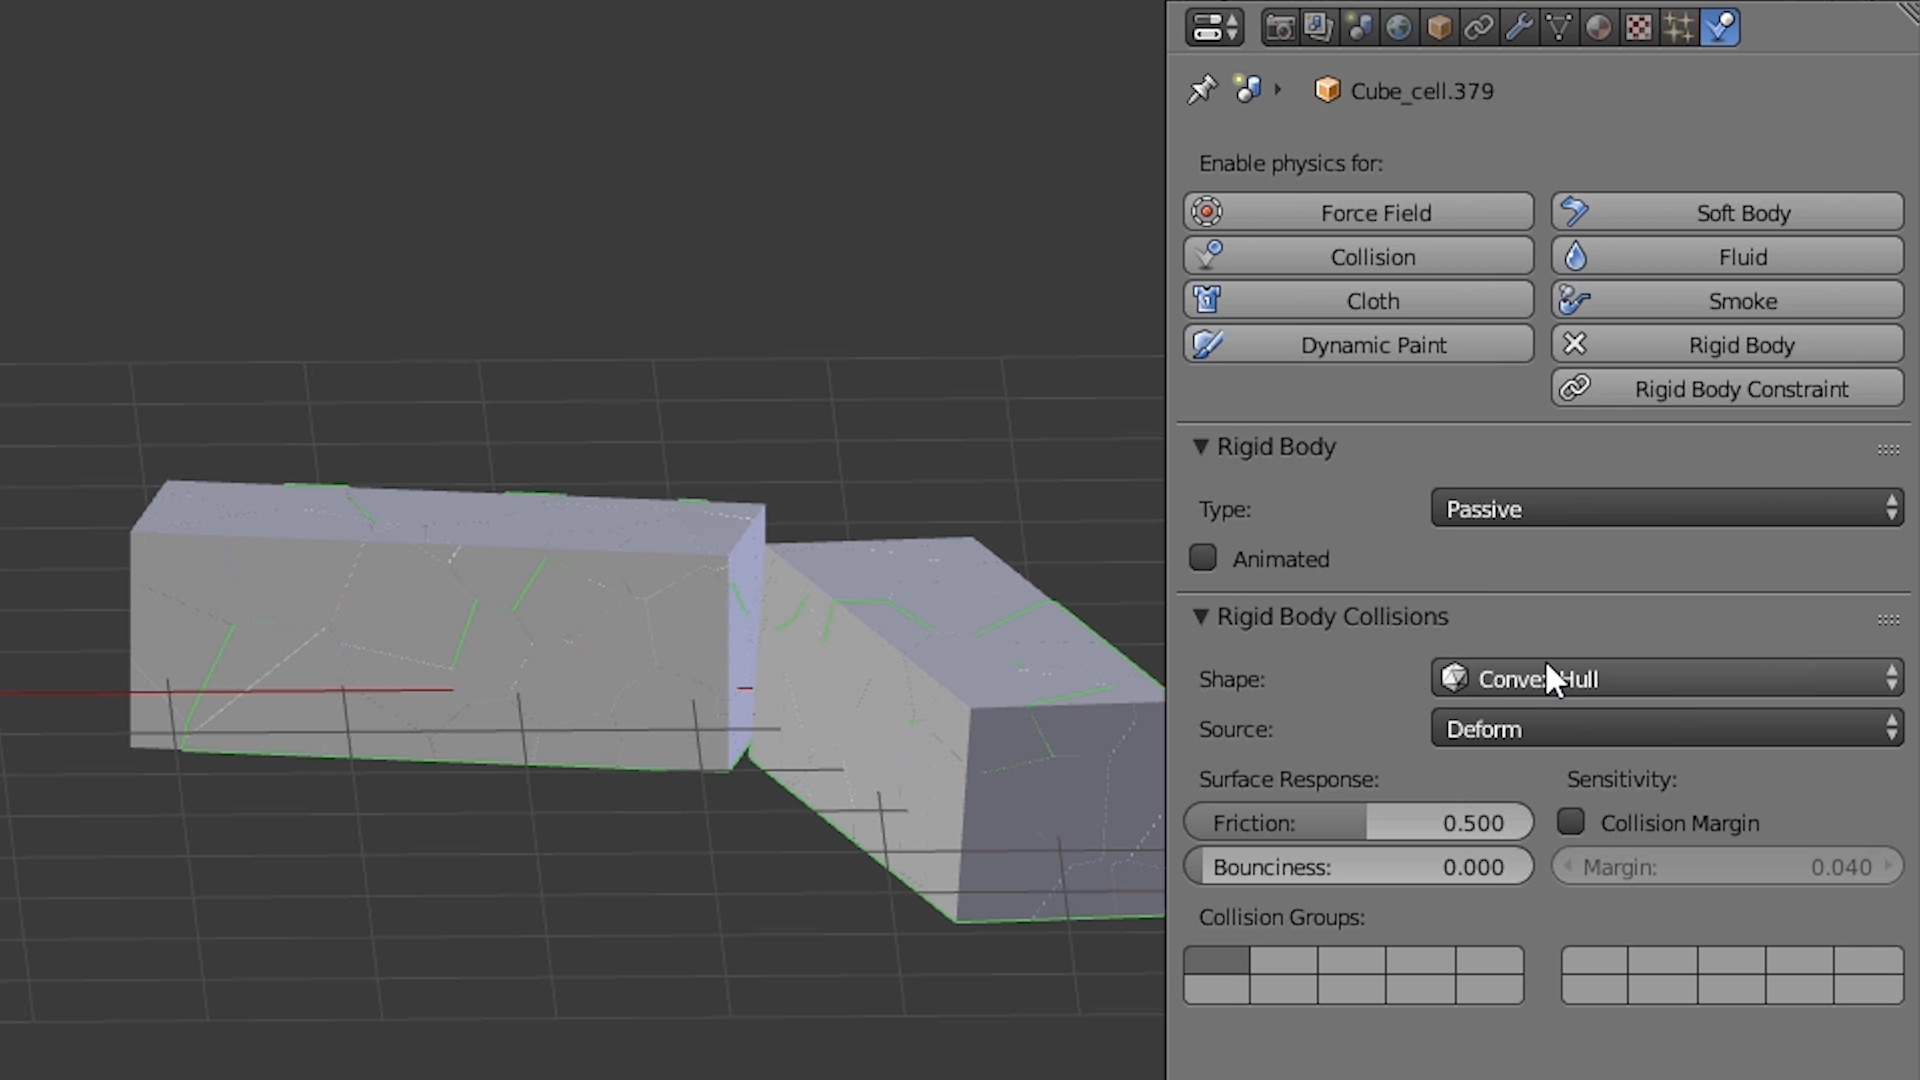 Cube_cell.379
Enable physics for:
Force Field
Soft Body
Collision
Fluid
Cloth
Smoke
Dynamic Paint
Rigid Body
Rigid Body Constraint
Rigid Body
Type:
Passive
Animated
Rigid Body Collisions
Shape:
Convex Hull
Source:
Deform
Surface Response:
Sensitivity:
Friction: 0.500
Collision Margin
Bounciness: 0.000
Margin: 0.040
Collision Groups: